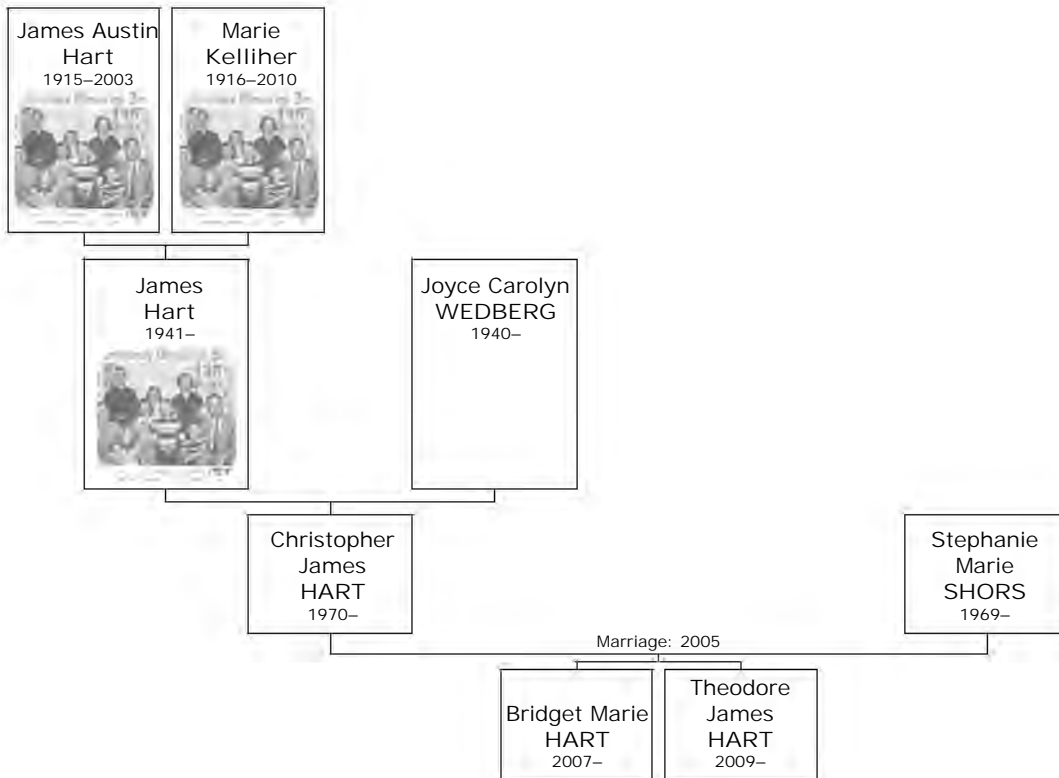 James Austin
Hart
1915–2003
Marie
Kelliher
1916–2010
James
Hart
1941–
Joyce Carolyn
WEDBERG
1940–
Christopher
James
HART
1970–
Stephanie
Marie
SHORS
1969–
Marriage: 2005
Bridget Marie
HART
2007–
Theodore
James
HART
2009–